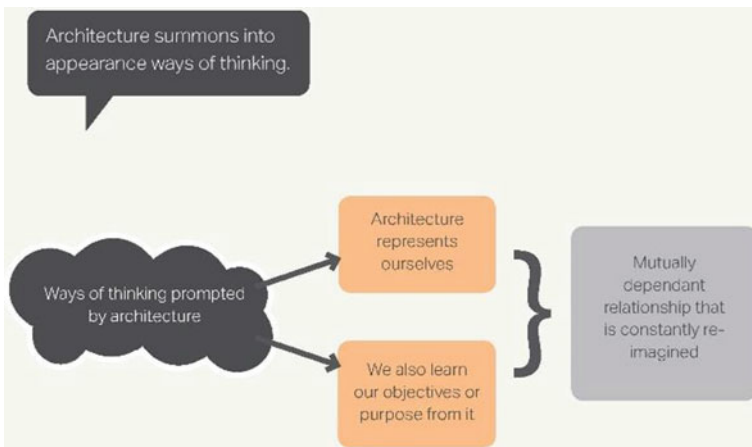 Architecture summons into
appearance ways of thinking.
Ways of thinking prompted
by architecture
Architecture
represents
ourselves
We also learn
our objectives or
purpose from it
Mutually
dependant
relationship that
is constantly re-
imagined